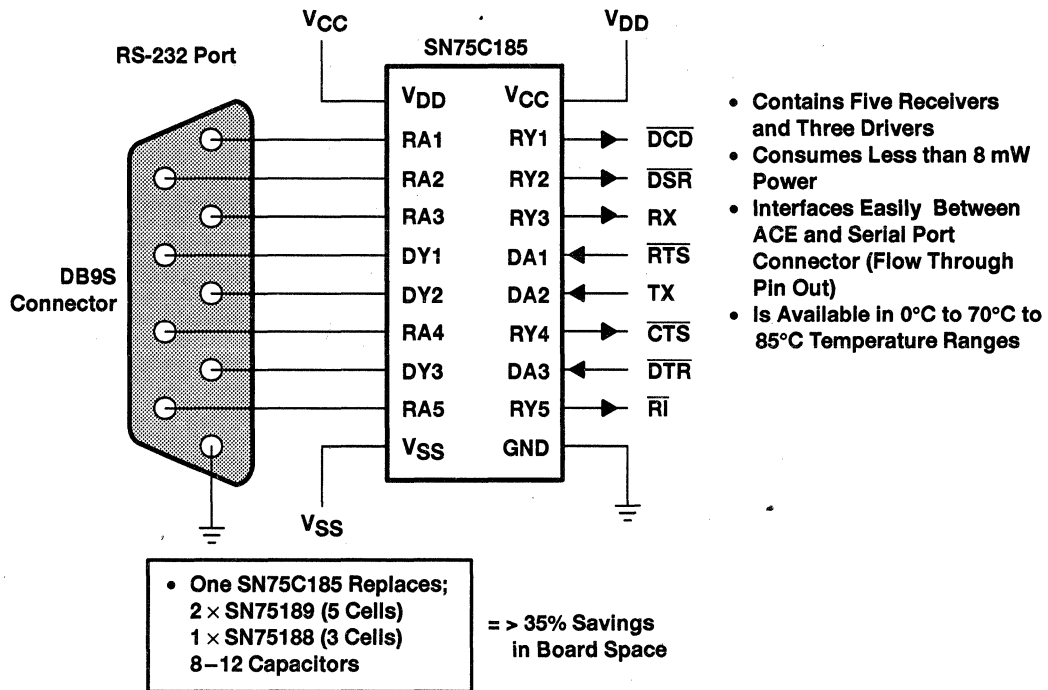 VCC
VDD
RS-232 Port
SN75C185
VDD VCC
RA1 RY1 DCD
RA2 RY2 DSR
RA3 RY3 RX
DY1 DA1 RTS
DY2 DA2 TX
RA4 RY4 CTS
DY3 DA3 DTR
RA5 RY5 RI
VSS GND
DB9S
Connector
VSS
• Contains Five Receivers
and Three Drivers
• Consumes Less than 8 mW
Power
• Interfaces Easily Between
ACE and Serial Port
Connector (Flow Through
Pin Out)
• Is Available in 0°C to 70°C to
85°C Temperature Ranges
• One SN75C185 Replaces;
2 × SN75189 (5 Cells)
1 × SN75188 (3 Cells)
8–12 Capacitors
= > 35% Savings
in Board Space